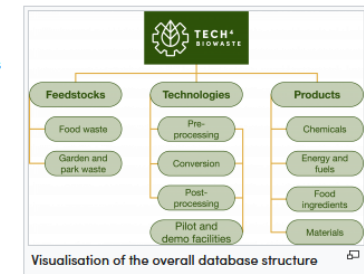 TECH⁴
BIOWASTE
Feedstocks
Technologies
Products
Food waste
Garden and
park waste
Pre-
processing
Conversion
Post-
processing
Pilot and
demo facilities
Chemicals
Energy and
fuels
Food
ingredients
Materials
Visualisation of the overall database structure